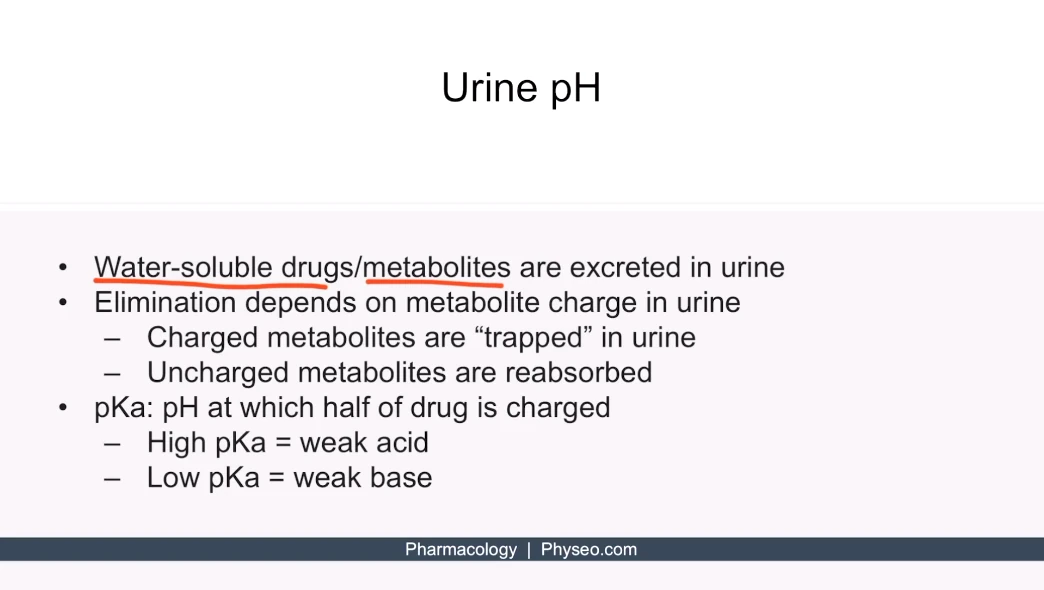 Urine pH
• Water-soluble drugs/metabolites are excreted in urine
• Elimination depends on metabolite charge in urine
– Charged metabolites are “trapped” in urine
– Uncharged metabolites are reabsorbed
• pKa: pH at which half of drug is charged
– High pKa = weak acid
– Low pKa = weak base
Pharmacology | Physeo.com